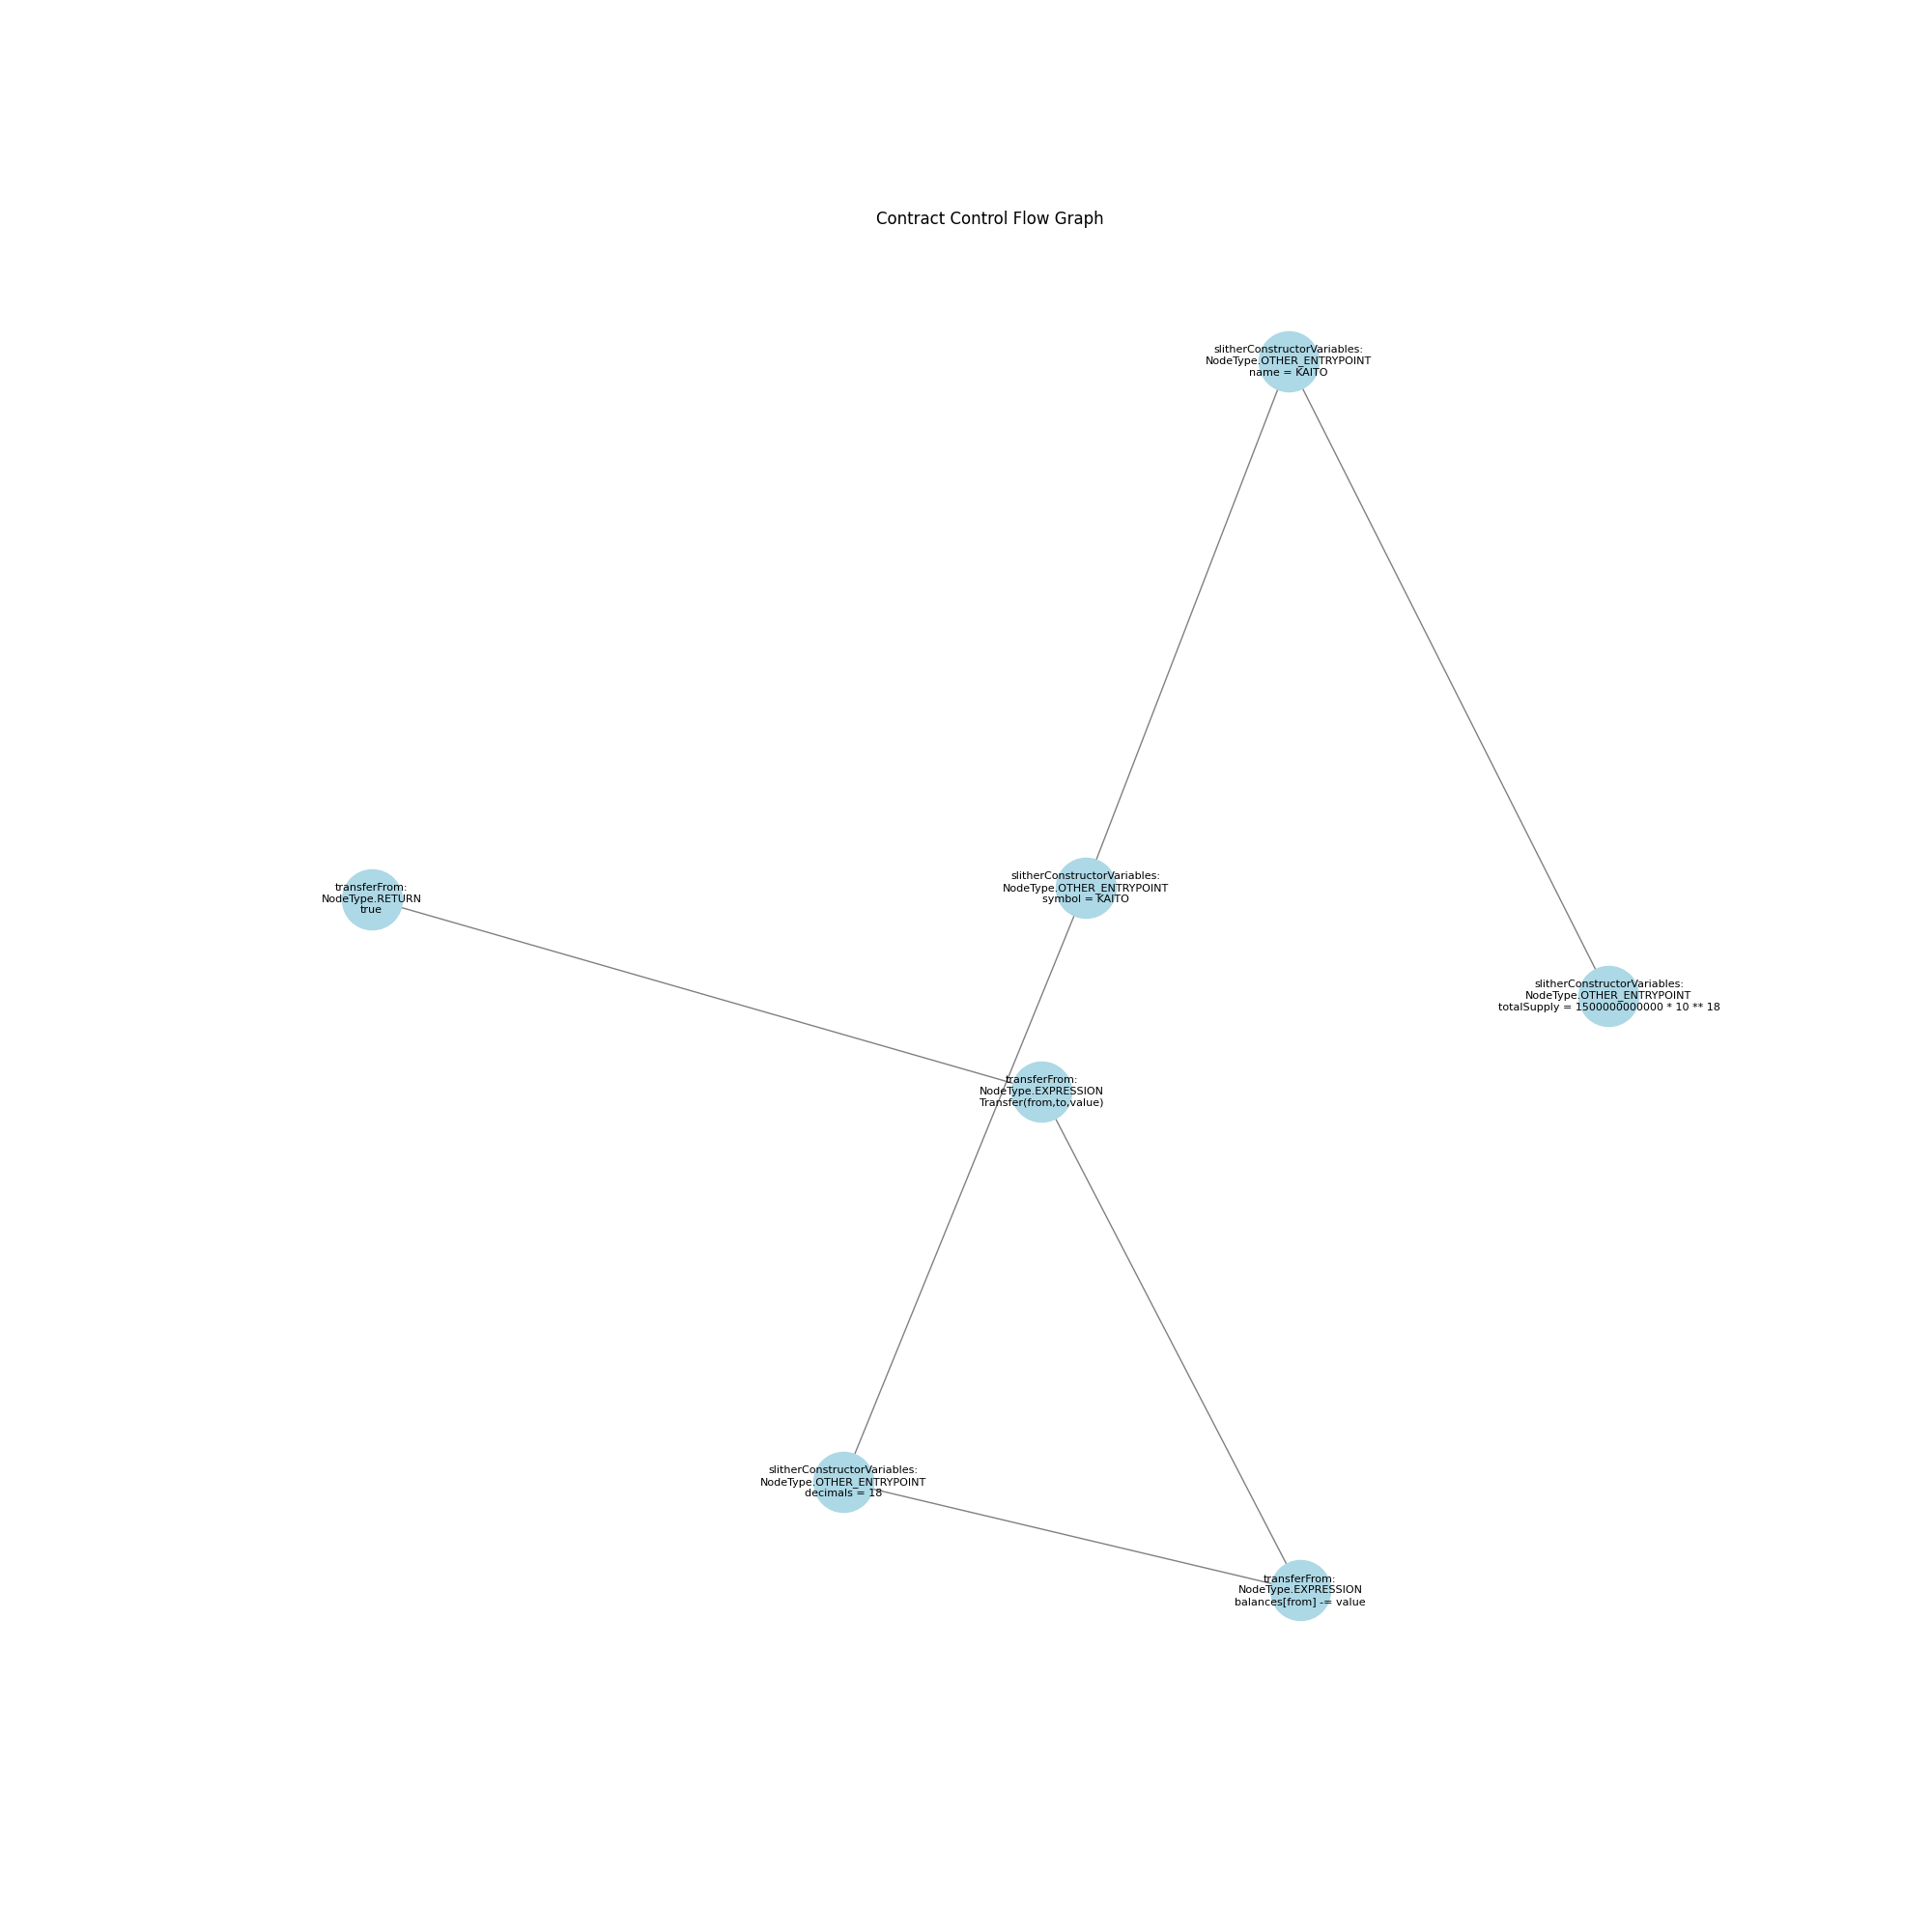 Contract Control Flow Graph
slitherConstructorVariables:
NodeType.OTHER_ENTRYPOINT
name = KAITO
slitherConstructorVariables:
NodeType.OTHER_ENTRYPOINT
symbol = KAITO
transferFrom:
NodeType.RETURN
true
slitherConstructorVariables:
NodeType.OTHER_ENTRYPOINT
totalSupply = 1500000000000 * 10 ** 18
transferFrom:
NodeType.EXPRESSION
Transfer(from,to,value)
slitherConstructorVariables:
NodeType.OTHER_ENTRYPOINT
decimals = 18
transferFrom:
NodeType.EXPRESSION
balances[from] -= value